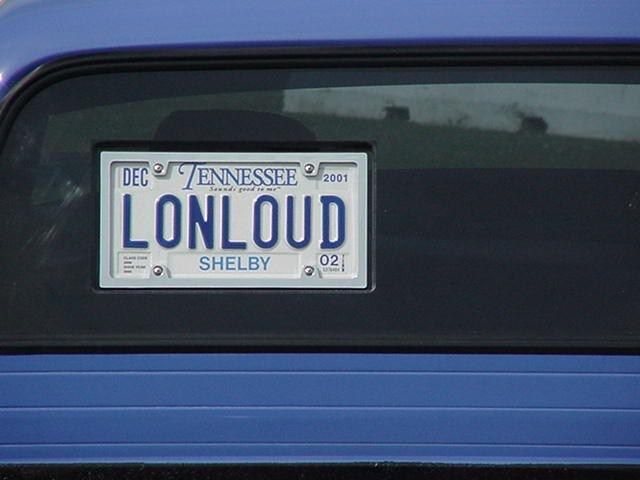 DEC TENNESSEE 2001
Sounds good to me
LONLOUD
SHELBY 02